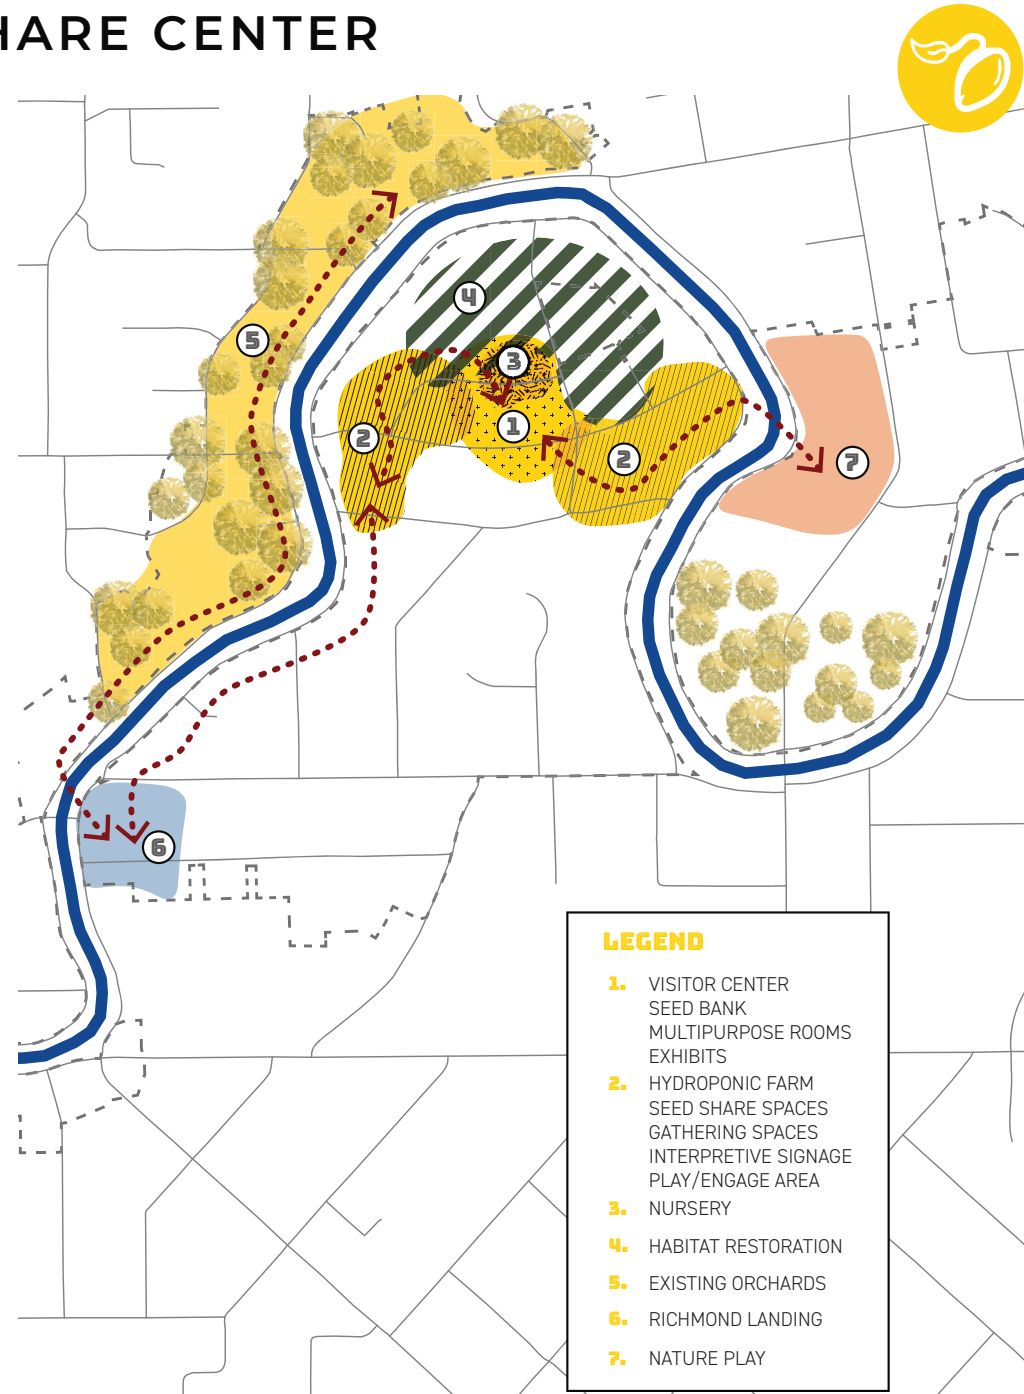 HARE CENTER
4
3
5
1
2
2
7
6
LEGEND
1. VISITOR CENTER
SEED BANK
MULTIPURPOSE ROOMS
EXHIBITS
2. HYDROPONIC FARM
SEED SHARE SPACES
GATHERING SPACES
INTERPRETIVE SIGNAGE
PLAY/ENGAGE AREA
3. NURSERY
4. HABITAT RESTORATION
5. EXISTING ORCHARDS
6. RICHMOND LANDING
7. NATURE PLAY